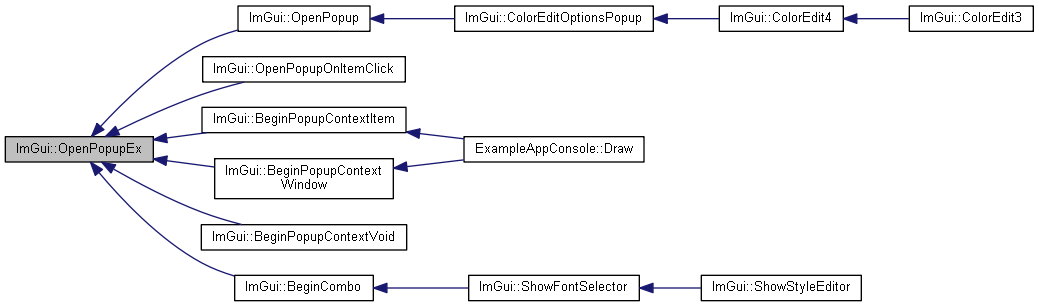 ImGui::OpenPopup
ImGui::ColorEditOptionsPopup
ImGui::ColorEdit4
ImGui::ColorEdit3
ImGui::OpenPopupOnItemClick
ImGui::BeginPopupContextItem
ImGui::OpenPopupEx
ExampleAppConsole::Draw
ImGui::BeginPopupContext
Window
ImGui::BeginPopupContextVoid
ImGui::BeginCombo
ImGui::ShowFontSelector
ImGui::ShowStyleEditor